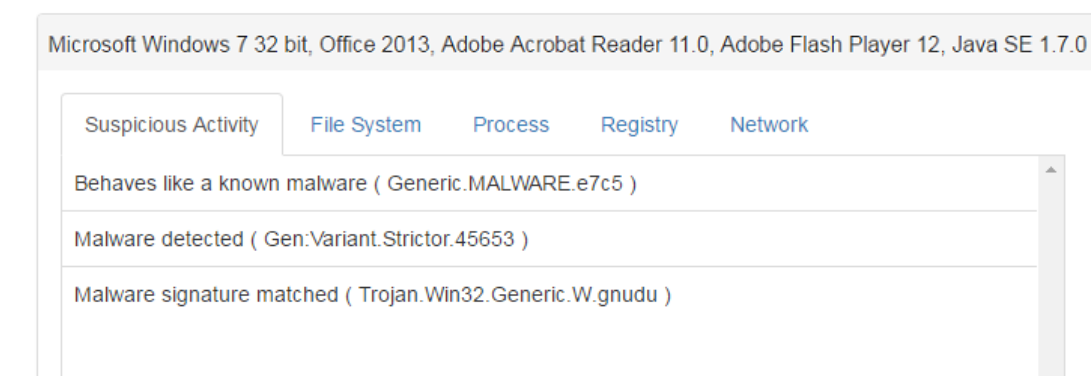 Microsoft Windows 7 32 bit, Office 2013, Adobe Acrobat Reader 11.0, Adobe Flash Player 12, Java SE 1.7.0
Suspicious Activity File System Process Registry Network
Behaves like a known malware ( Generic.MALWARE.e7c5 )
Malware detected ( Gen:Variant.Strictor.45653 )
Malware signature matched ( Trojan.Win32.Generic.W.gnudu )